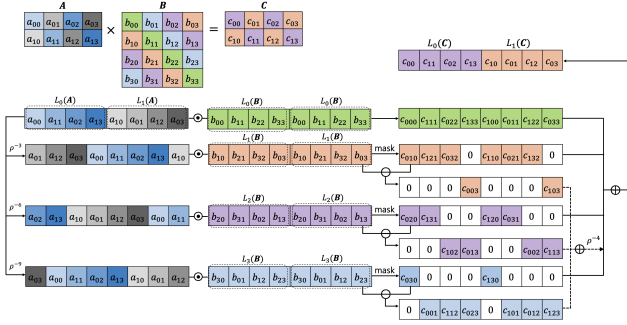 A B C
a00 a01 a02 a03 b00 b01 b02 b03 c00 c01 c02 c03
a10 a11 a12 a13 × b10 b11 b12 b13 = c10 c11 c12 c13
b20 b21 b22 b23
b30 b31 b32 b33
L0(C) L1(C)
c00 c11 c02 c13 c10 c01 c12 c03
L0(A) L1(A) L0(B) L0(B)
a00 a11 a02 a13 a10 a01 a12 a03 b00 b11 b22 b33 b00 b11 b22 b33 c000 c111 c022 c133 c100 c011 c122 c033
L1(B) L1(B)
ρ−3 a01 a12 a03 a00 a11 a02 a13 a10 b10 b21 b32 b03 b10 b21 b32 b03 mask c010 c121 c032 0 c110 c021 c132 0
0 0 0 c003 0 0 0 c103
L2(B) L2(B)
ρ−6 a02 a13 a10 a01 a12 a03 a00 a11 b20 b31 b02 b13 b20 b31 b02 b13 mask c020 c131 0 0 c120 c031 0 0
0 0 c102 c013 0 0 c002 c113 ρ−4
L3(B) L3(B)
ρ−9 a03 a00 a11 a02 a13 a10 a01 a12 b30 b01 b12 b23 b30 b01 b12 b23 mask c030 0 0 0 c130 0 0 0
0 c001 c112 c023 0 c101 c012 c123